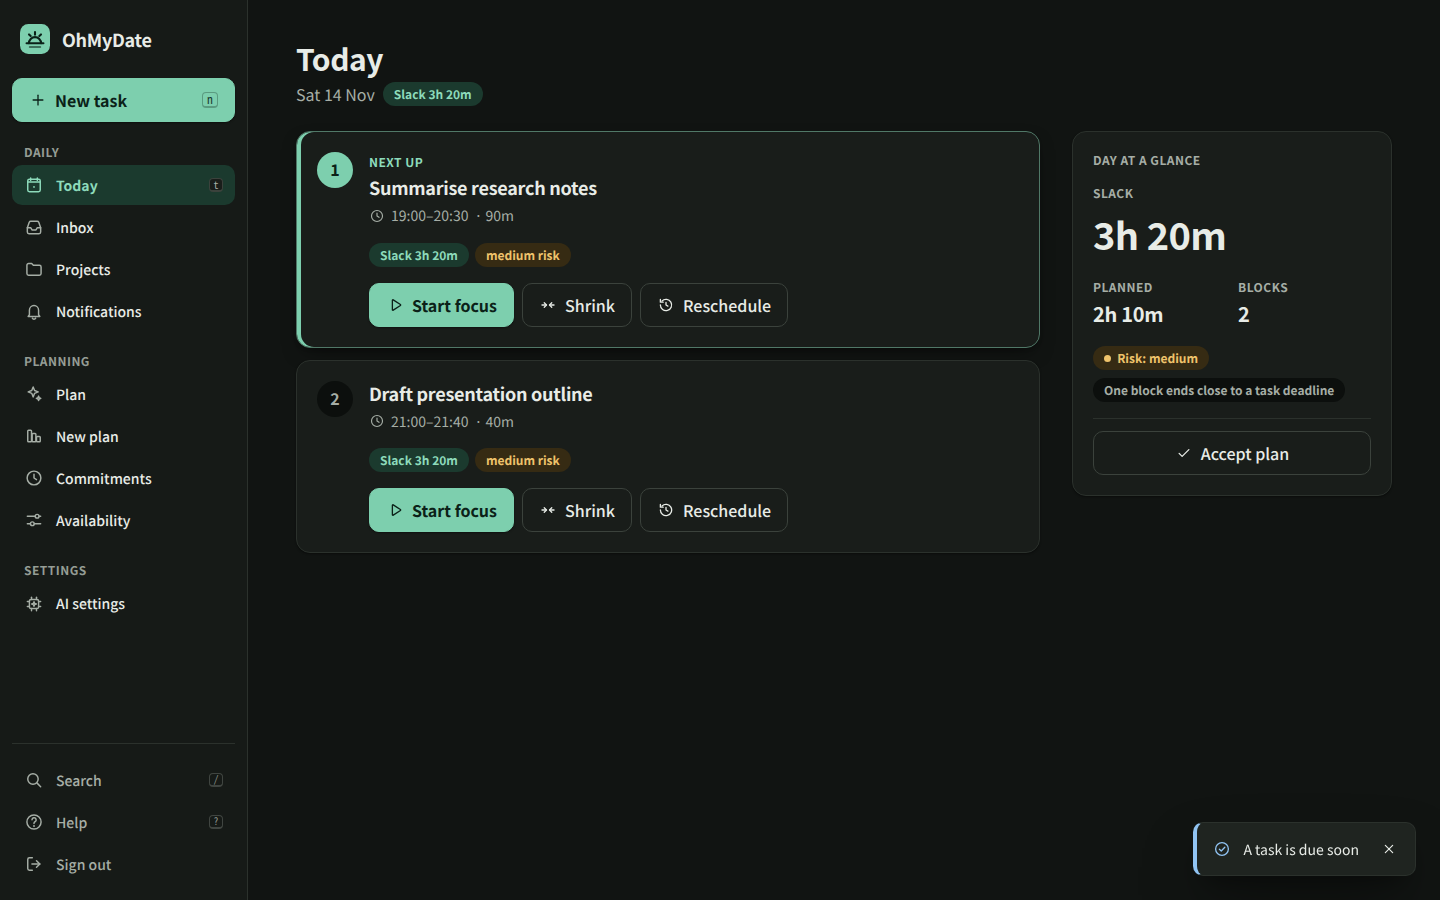 OhMyDate
New task n
DAILY
Today t
Inbox
Projects
Notifications
PLANNING
Plan
New plan
Commitments
Availability
SETTINGS
AI settings
Search /
Help ?
Sign out
Today
Sat 14 Nov Slack 3h 20m
1
NEXT UP
Summarise research notes
19:00–20:30 · 90m
Slack 3h 20m medium risk
Start focus Shrink Reschedule
2
Draft presentation outline
21:00–21:40 · 40m
Slack 3h 20m medium risk
Start focus Shrink Reschedule
DAY AT A GLANCE
SLACK
3h 20m
PLANNED BLOCKS
2h 10m 2
Risk: medium
One block ends close to a task deadline
Accept plan
A task is due soon